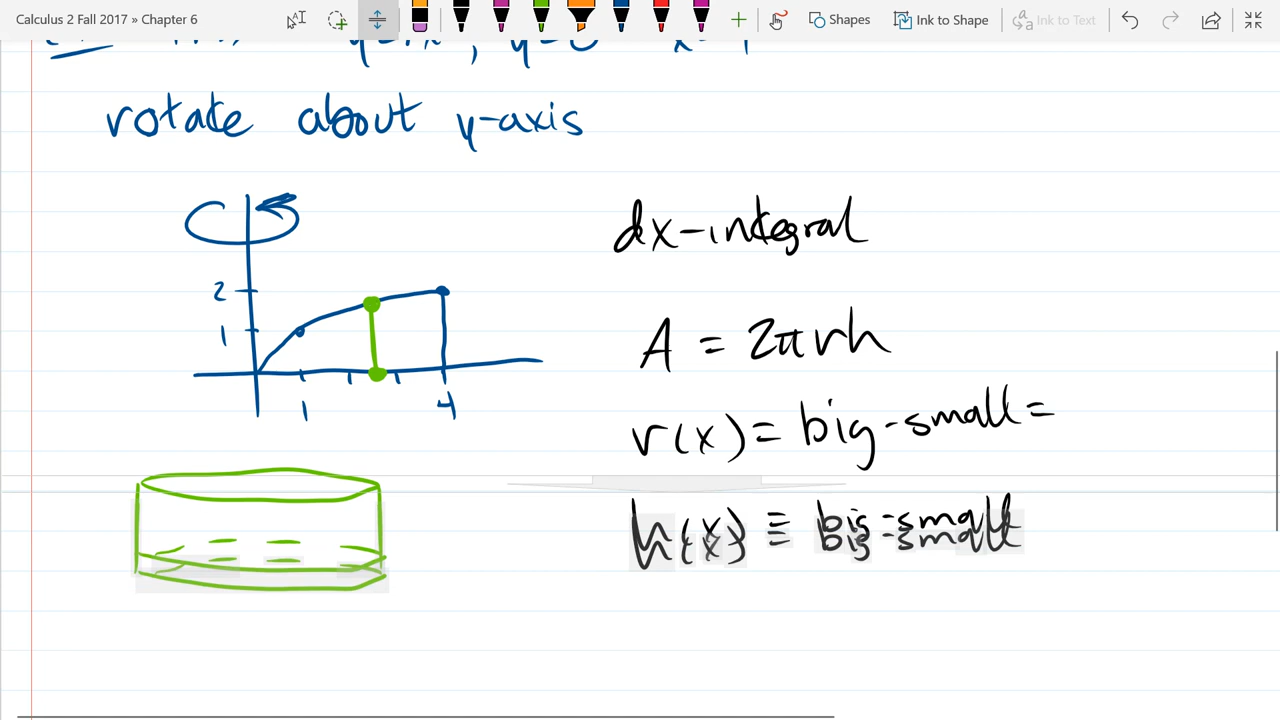 Calculus 2 Fall 2017 » Chapter 6
Shapes
Ink to Shape
Ink to Text
rotate about y-axis
dx-integral
2
1
1
4
A = 2πrh
r(x) = big-small =
h(x) = big-small